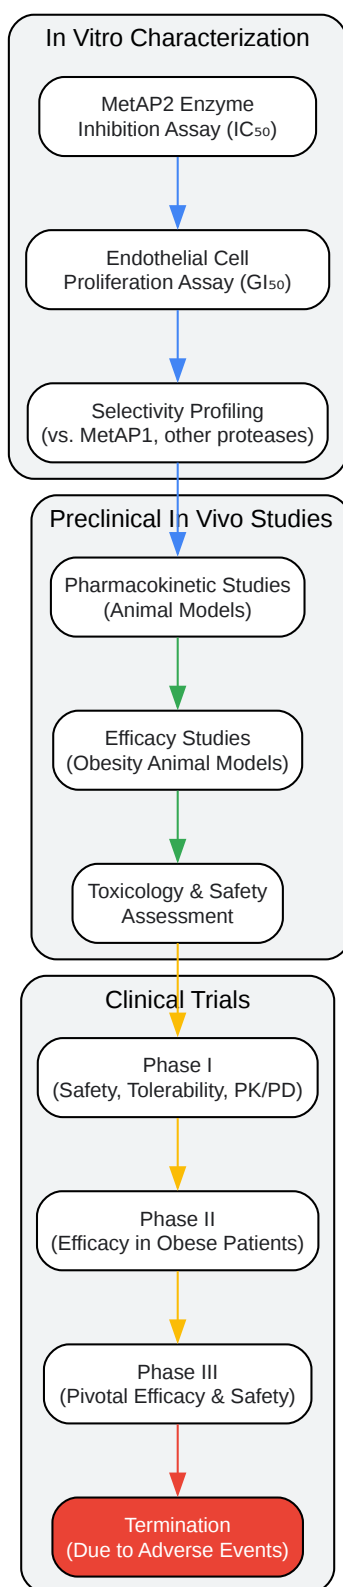 In Vitro Characterization
MetAP2 Enzyme
Inhibition Assay (IC₅₀)
Endothelial Cell
Proliferation Assay (GI₅₀)
Selectivity Profiling
(vs. MetAP1, other proteases)
Preclinical In Vivo Studies
Pharmacokinetic Studies
(Animal Models)
Efficacy Studies
(Obesity Animal Models)
Toxicology & Safety
Assessment
Clinical Trials
Phase I
(Safety, Tolerability, PK/PD)
Phase II
(Efficacy in Obese Patients)
Phase III
(Pivotal Efficacy & Safety)
Termination
(Due to Adverse Events)